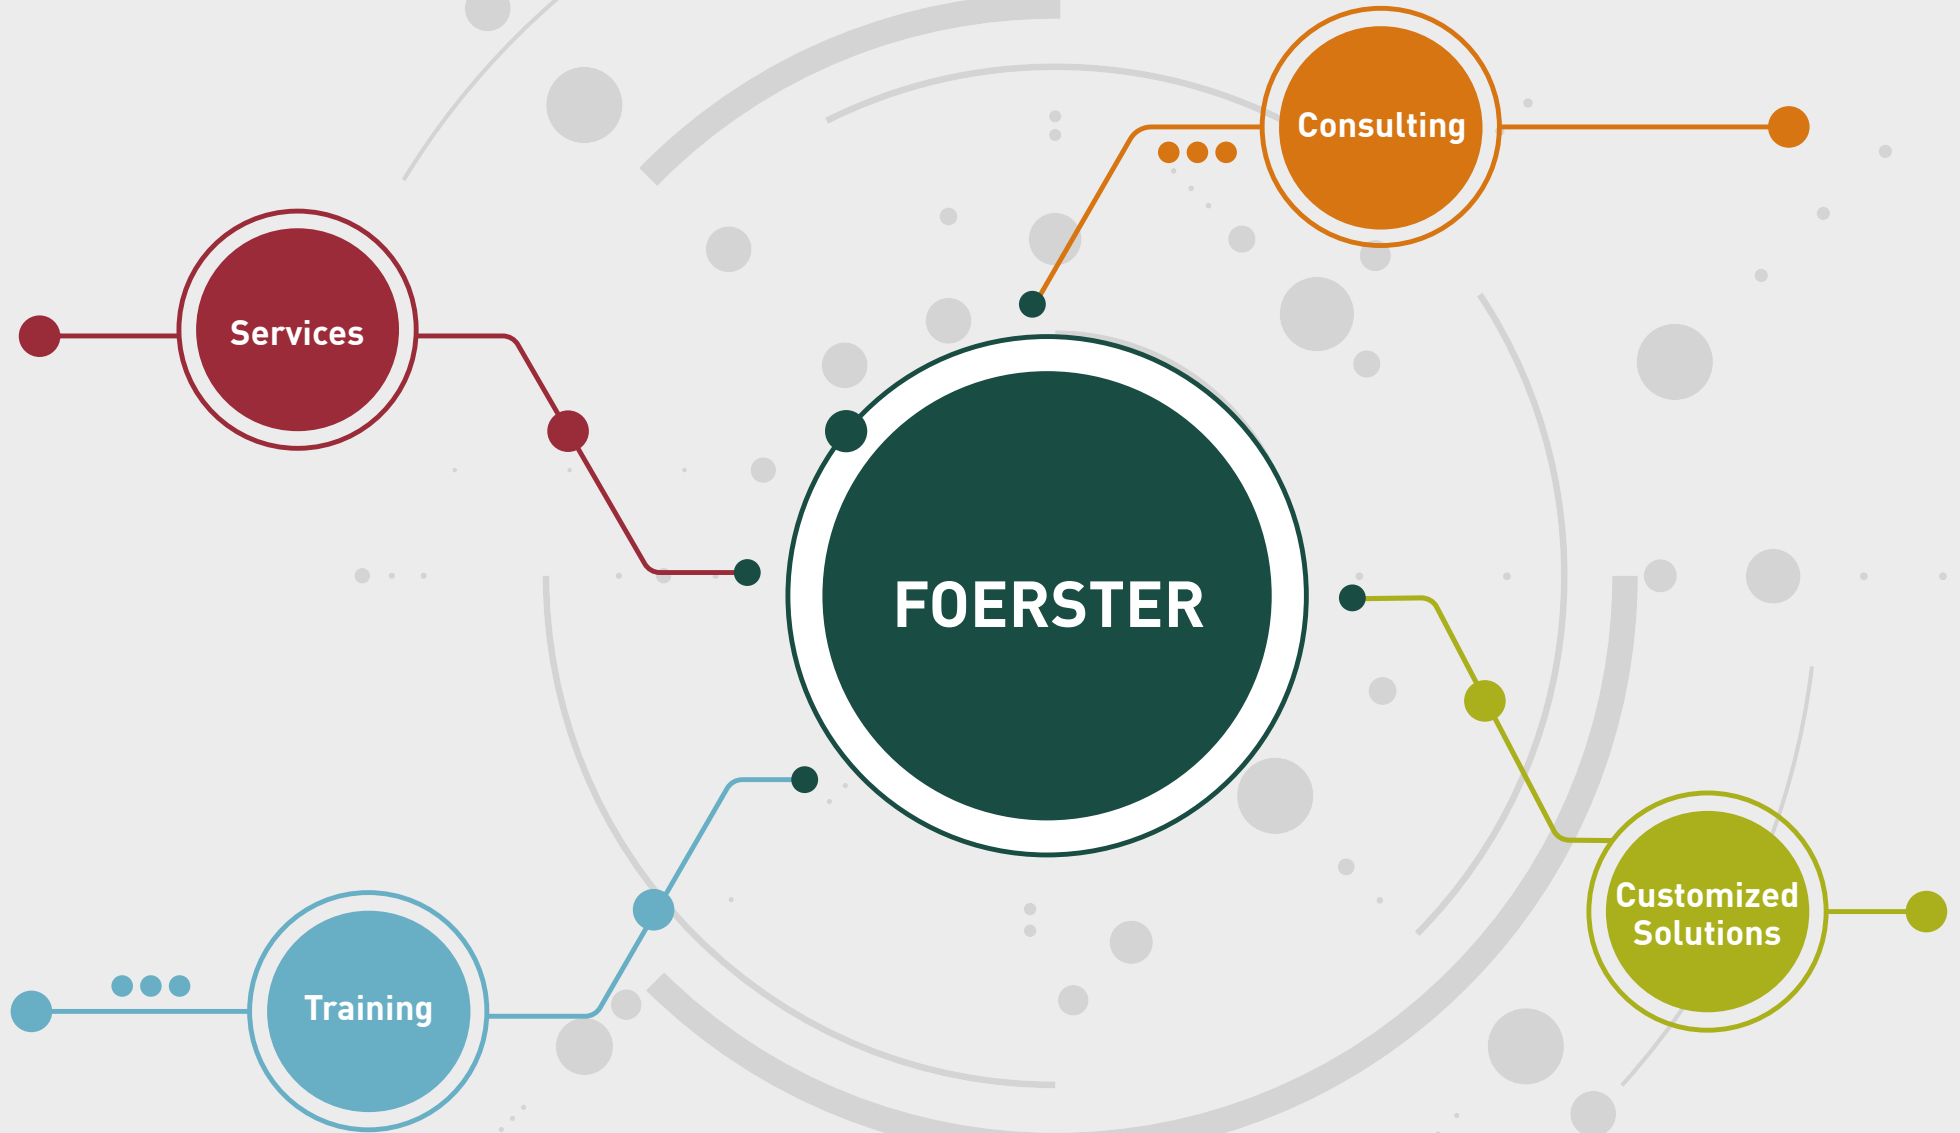 Consulting
Services
FOERSTER
Customized
Solutions
Training